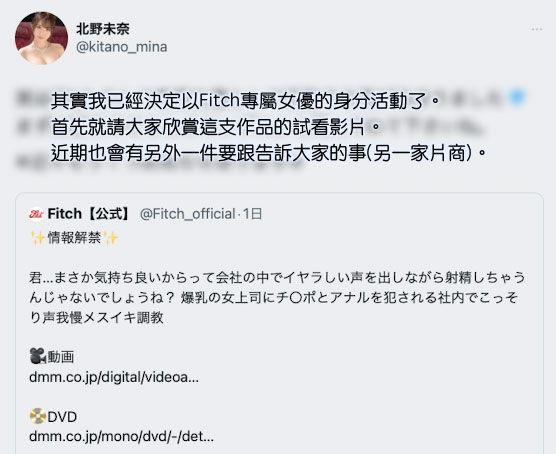 北野未奈
@kitano_mina
其實我已經決定以Fitch專屬女優的身分活動了。
首先就請大家欣賞這支作品的試看影片。
近期也會有另外一件要跟告訴大家的事(另一家片商)。
Fitch【公式】 @Fitch_official·1日
✨情報解禁✨
君…まさか気持ち良いからって会社の中でイヤラしい声を出しながら射精しちゃう
んじゃないでしょうね？ 爆乳の女上司にチ〇ポとアナルを犯される社内でこっそ
り声我慢メスイキ調教
🎥動画
dmm.co.jp/digital/videoa...
📀DVD
dmm.co.jp/mono/dvd/-/det...